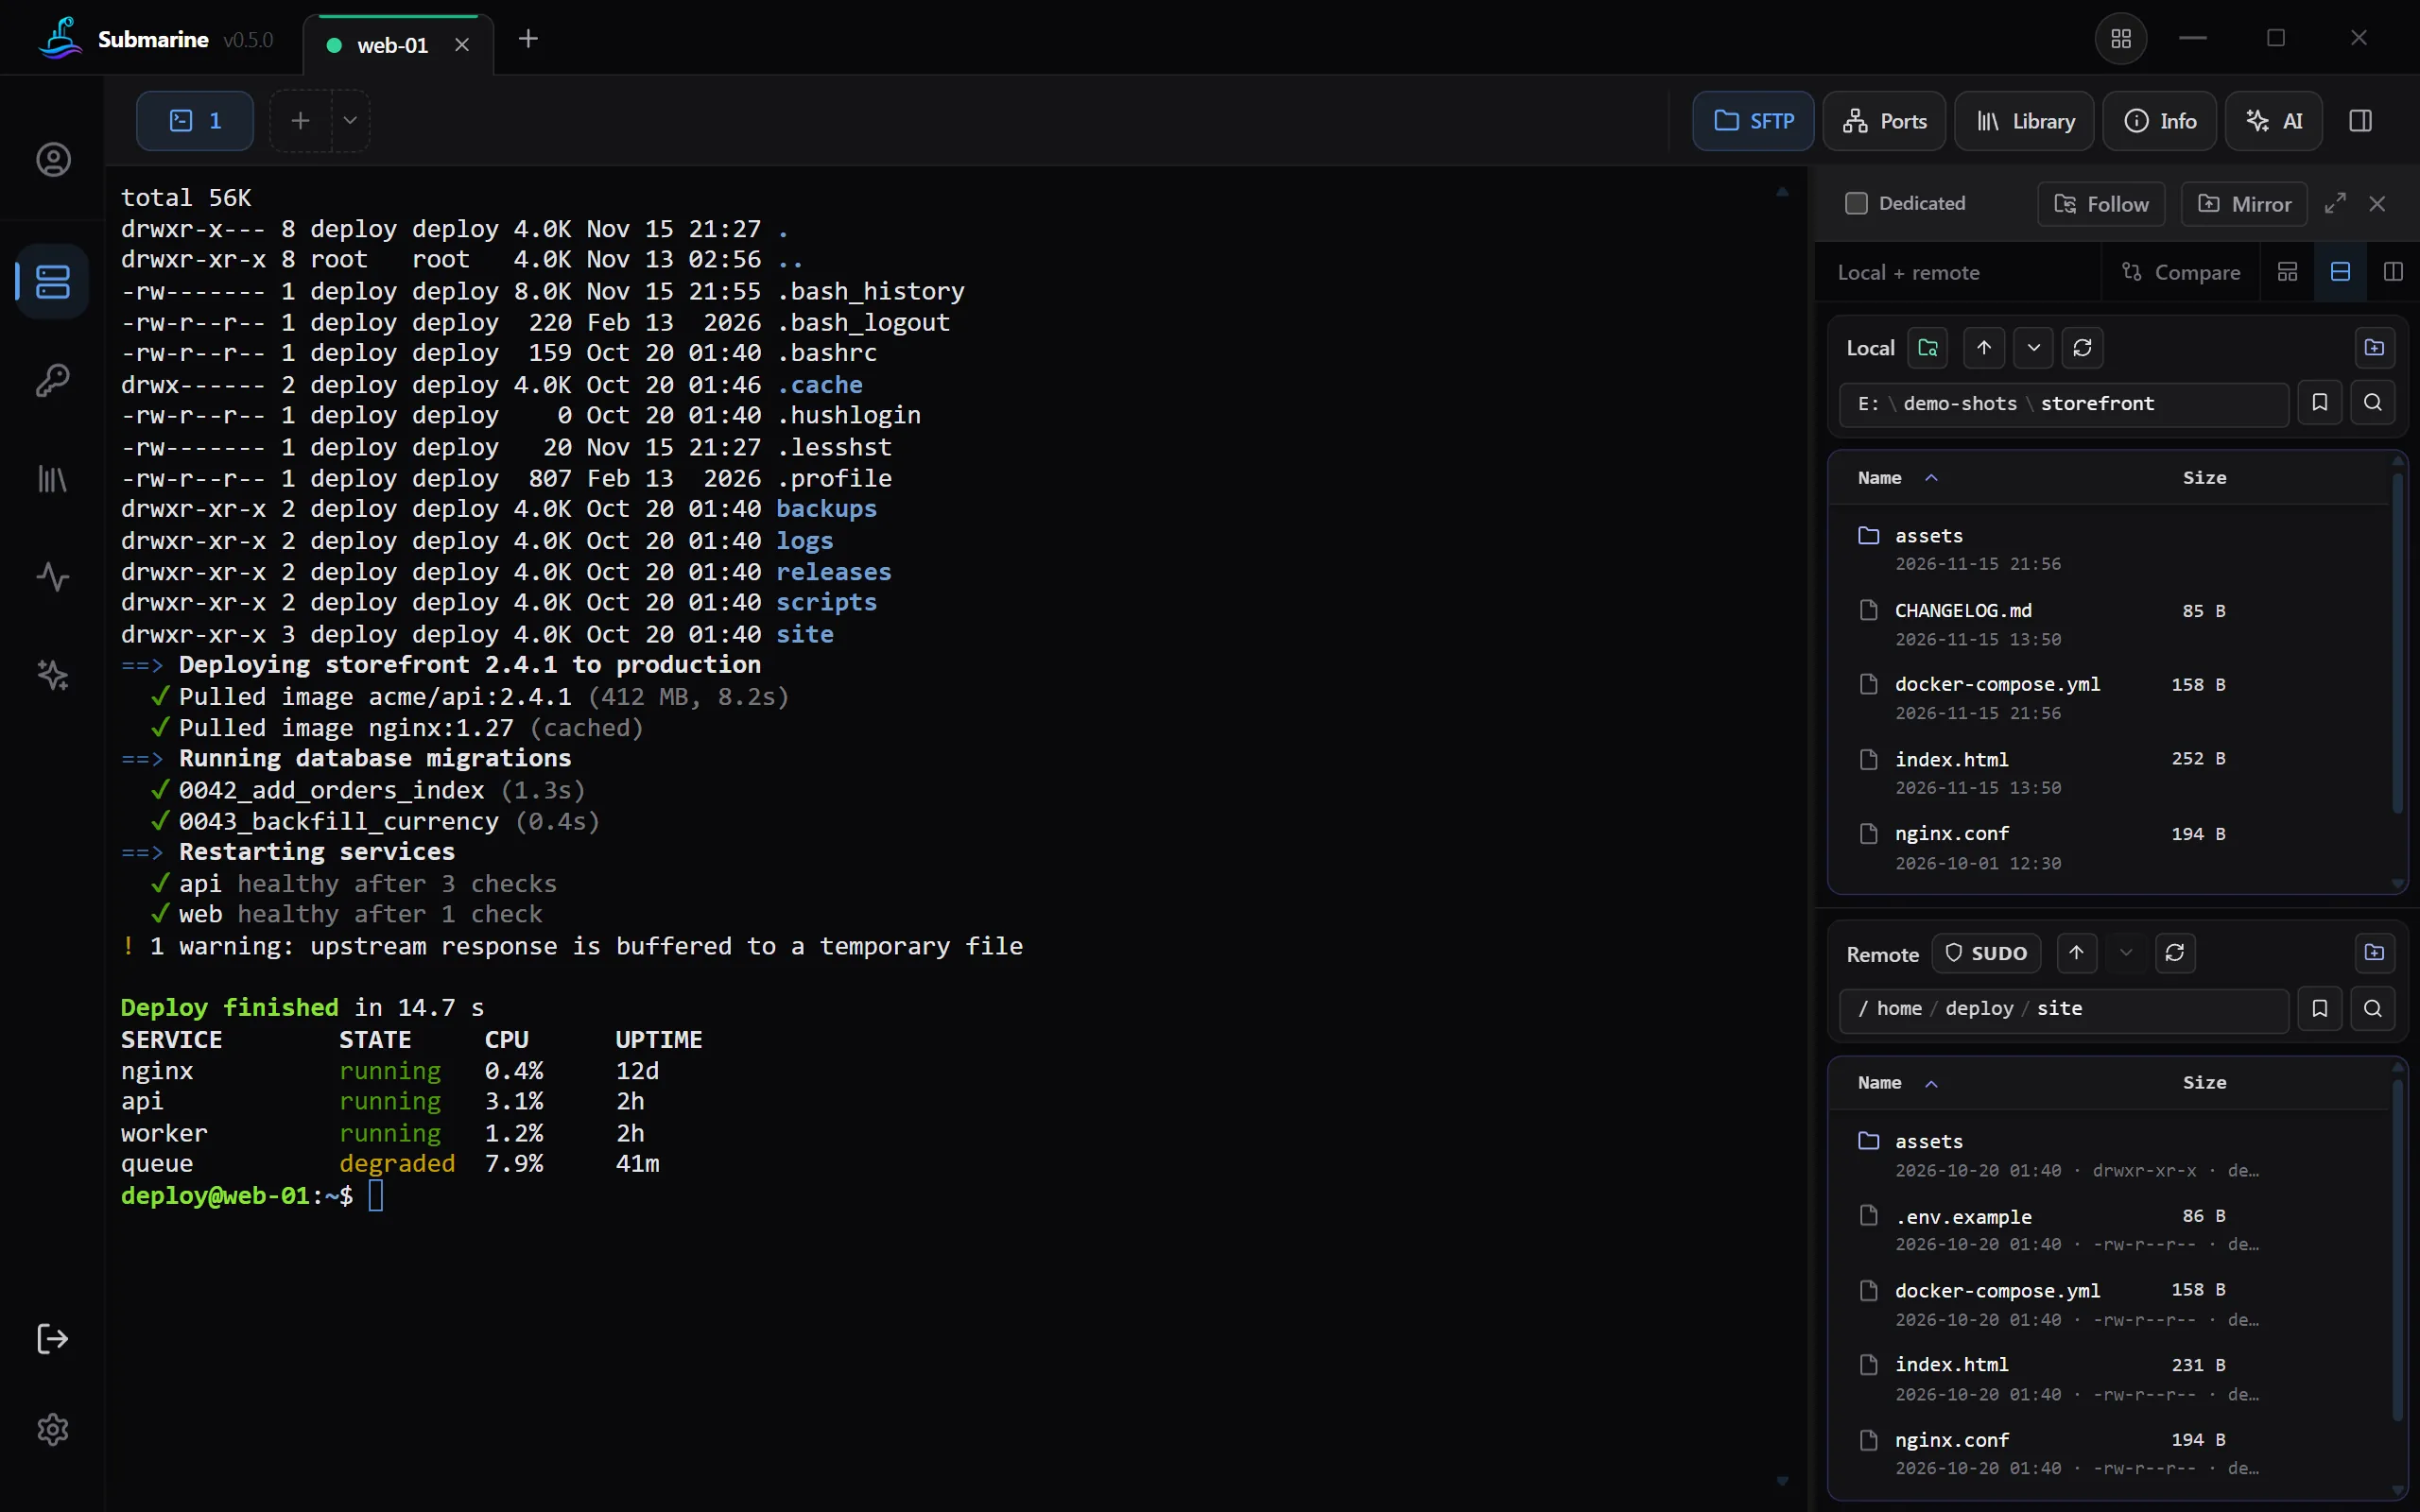 Submarine v0.5.0
web-01
1
SFTP
Ports
Library
Info
AI
total 56K
drwxr-x--- 8 deploy deploy 4.0K Nov 15 21:27 .
drwxr-xr-x 8 root   root   4.0K Nov 13 02:56 ..
-rw------- 1 deploy deploy 8.0K Nov 15 21:55 .bash_history
-rw-r--r-- 1 deploy deploy  220 Feb 13  2026 .bash_logout
-rw-r--r-- 1 deploy deploy  159 Oct 20 01:40 .bashrc
drwx------ 2 deploy deploy 4.0K Oct 20 01:46 .cache
-rw-r--r-- 1 deploy deploy    0 Oct 20 01:40 .hushlogin
-rw------- 1 deploy deploy   20 Nov 15 21:27 .lesshst
-rw-r--r-- 1 deploy deploy  807 Feb 13  2026 .profile
drwxr-xr-x 2 deploy deploy 4.0K Oct 20 01:40 backups
drwxr-xr-x 2 deploy deploy 4.0K Oct 20 01:40 logs
drwxr-xr-x 2 deploy deploy 4.0K Oct 20 01:40 releases
drwxr-xr-x 2 deploy deploy 4.0K Oct 20 01:40 scripts
drwxr-xr-x 3 deploy deploy 4.0K Oct 20 01:40 site
==> Deploying storefront 2.4.1 to production
✓ Pulled image acme/api:2.4.1 (412 MB, 8.2s)
✓ Pulled image nginx:1.27 (cached)
==> Running database migrations
✓ 0042_add_orders_index (1.3s)
✓ 0043_backfill_currency (0.4s)
==> Restarting services
✓ api healthy after 3 checks
✓ web healthy after 1 check
! 1 warning: upstream response is buffered to a temporary file
Deploy finished in 14.7 s
SERVICE STATE CPU UPTIME
nginx running 0.4% 12d
api running 3.1% 2h
worker running 1.2% 2h
queue degraded 7.9% 41m
deploy@web-01:~$
Dedicated
Follow
Mirror
Local + remote
Compare
Local
E: \ demo-shots \ storefront
Name Size
assets
2026-11-15 21:56
CHANGELOG.md 85 B
2026-11-15 13:50
docker-compose.yml 158 B
2026-11-15 21:56
index.html 252 B
2026-11-15 13:50
nginx.conf 194 B
2026-10-01 12:30
Remote SUDO
/ home / deploy / site
Name Size
assets
2026-10-20 01:40 · drwxr-xr-x · de…
.env.example 86 B
2026-10-20 01:40 · -rw-r--r-- · de…
docker-compose.yml 158 B
2026-10-20 01:40 · -rw-r--r-- · de…
index.html 231 B
2026-10-20 01:40 · -rw-r--r-- · de…
nginx.conf 194 B
2026-10-20 01:40 · -rw-r--r-- · de…